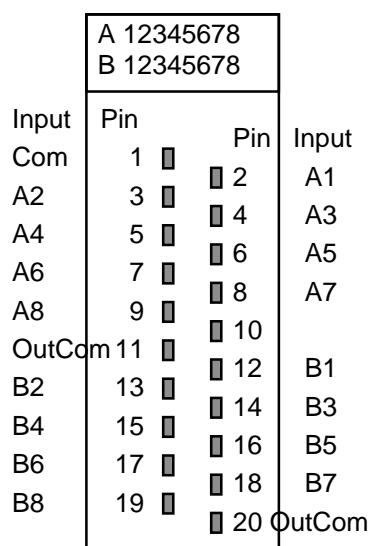 A 12345678
B 12345678
Input Pin Pin Input
Com 1 2 A1
A2 3 4 A3
A4 5 6 A5
A6 7 8 A7
A8 9 10
OutCom 11 12 B1
B2 13 14 B3
B4 15 16 B5
B6 17 18 B7
B8 19 20 OutCom